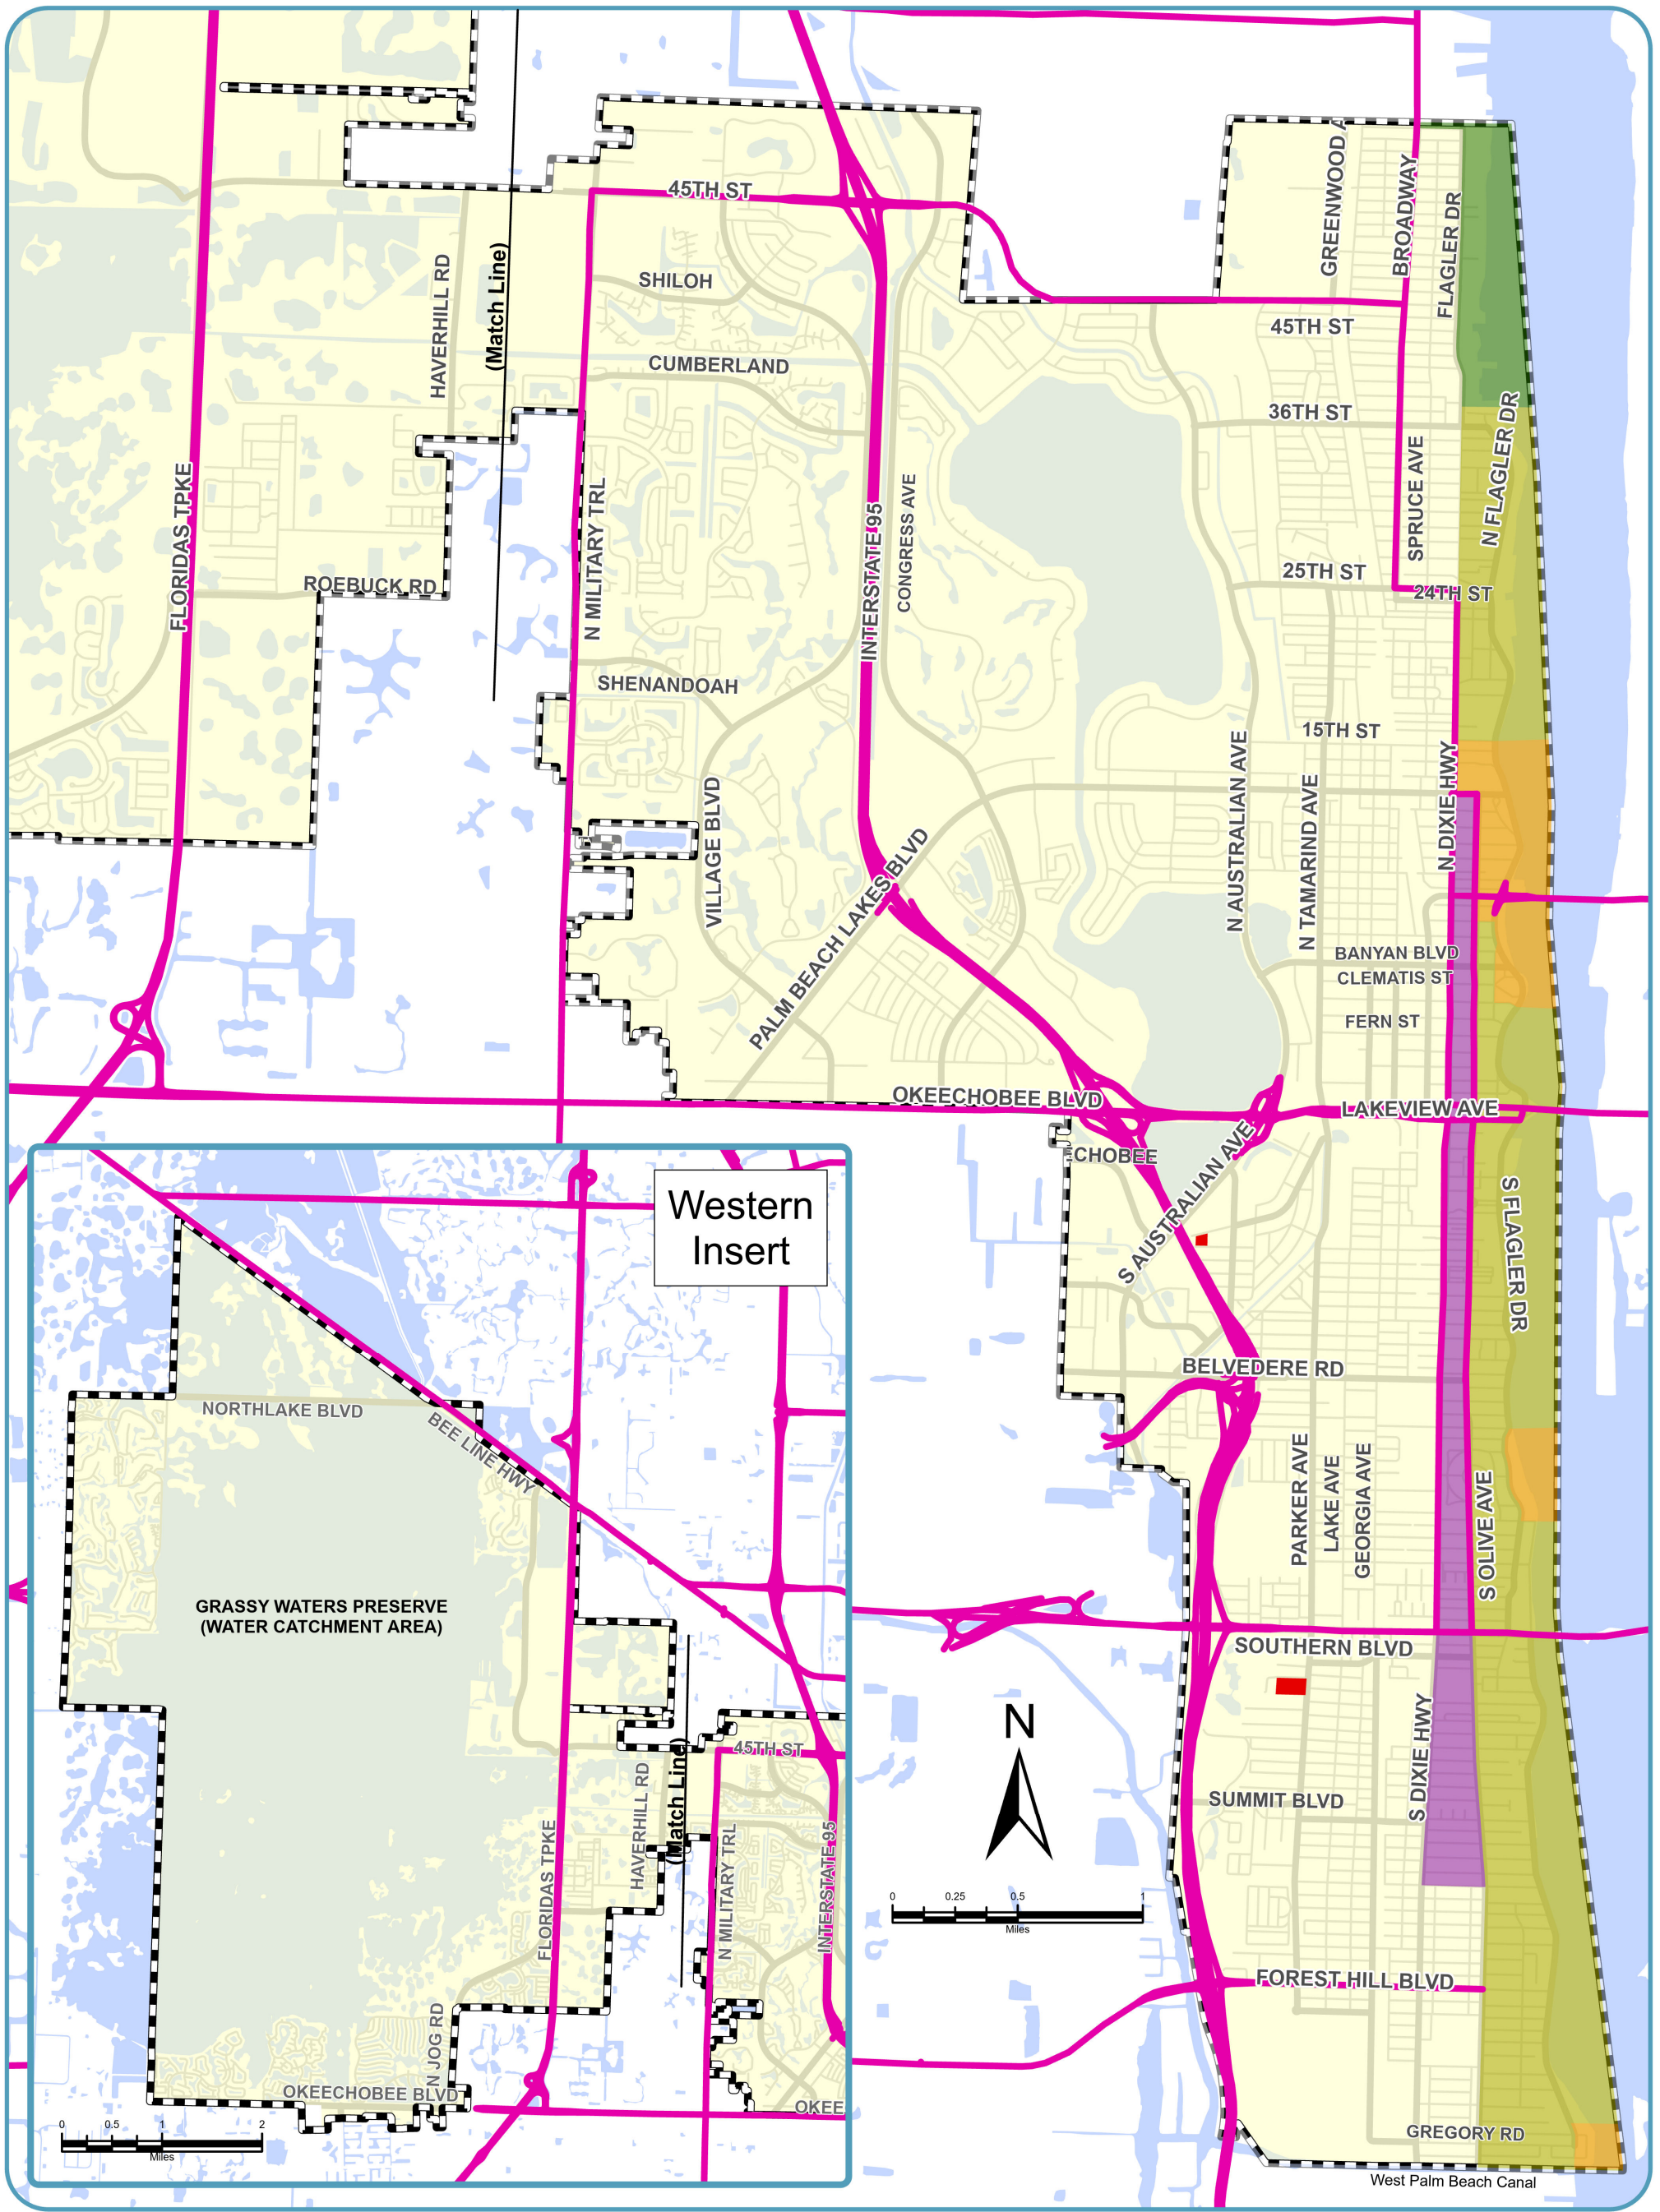 45TH ST
GREENWOOD A
BROADWAY
FLAGLER DR
HAVERHILL RD
(Match Line)
SHILOH
45TH ST
CUMBERLAND
36TH ST
N FLAGLER DR
SPRUCE AVE
FLORIDAS TPKE
N MILITARY TRL
INTERSTATE 95
CONGRESS AVE
ROEBUCK RD
25TH ST
24TH ST
SHENANDOAH
15TH ST
N DIXIE HWY
N AUSTRALIAN AVE
N TAMARIND AVE
VILLAGE BLVD
PALM BEACH LAKES BLVD
BANYAN BLVD
CLEMATIS ST
FERN ST
OKEECHOBEE BLVD
LAKEVIEW AVE
ECHOBEE
S AUSTRALIAN AVE
S FLAGLER DR
BELVEDERE RD
PARKER AVE
LAKE AVE
GEORGIA AVE
S OLIVE AVE
SOUTHERN BLVD
S DIXIE HWY
SUMMIT BLVD
N
0 0.25 0.5 1
Miles
FOREST HILL BLVD
GREGORY RD
West Palm Beach Canal
Western
Insert
NORTHLAKE BLVD
BEE LINE HWY
GRASSY WATERS PRESERVE
(WATER CATCHMENT AREA)
45TH ST
(Match Line)
HAVERHILL RD
FLORIDAS TPKE
N MILITARY TRL
INTERSTATE 95
N JOG RD
OKEECHOBEE BLVD
OKEE
0 0.5 1 2
Miles